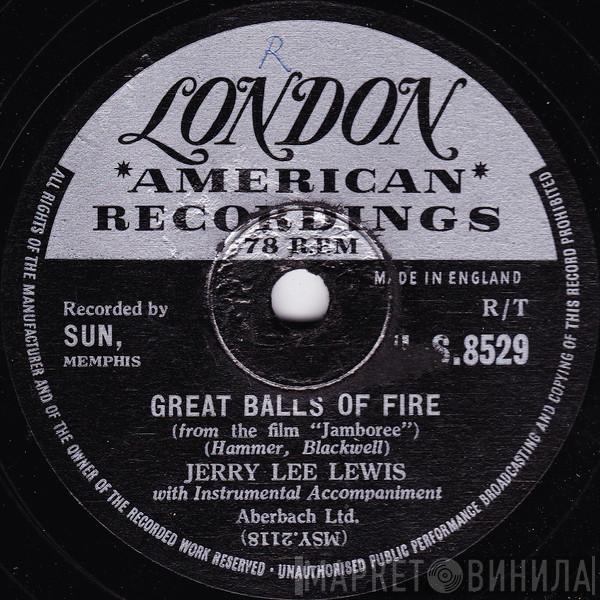 R
LONDON
*AMERICAN*
RECORDINGS
78 R.P.M
MADE IN ENGLAND
R/T
Recorded by
SUN,
MEMPHIS
S.8529
GREAT BALLS OF FIRE
(from the film "Jamboree")
(Hammer, Blackwell)
JERRY LEE LEWIS
with Instrumental Accompaniment
Aberbach Ltd.
(MSY.2118)
ALL RIGHTS OF THE MANUFACTURER AND OF THE OWNER OF THE RECORDED WORK RESERVED · UNAUTHORISED PUBLIC PERFORMANCE BROADCASTING AND COPYING OF THIS RECORD PROHIBITED
МАРКЕТ ВИНИЛА